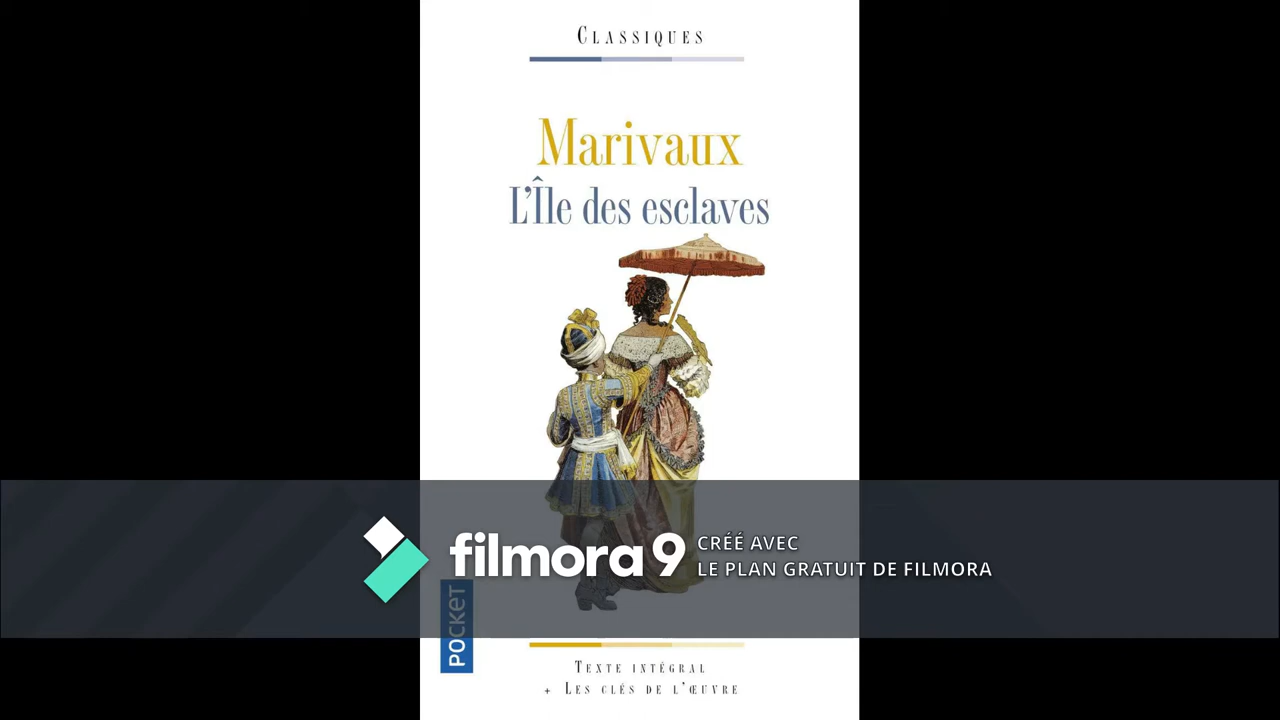 CLASSIQUES
Marivaux
L'Île des esclaves
filmora9
CRÉÉ AVEC
LE PLAN GRATUIT DE FILMORA
POCKET
TEXTE INTÉGRAL
+ LES CLÉS DE L'ŒUVRE